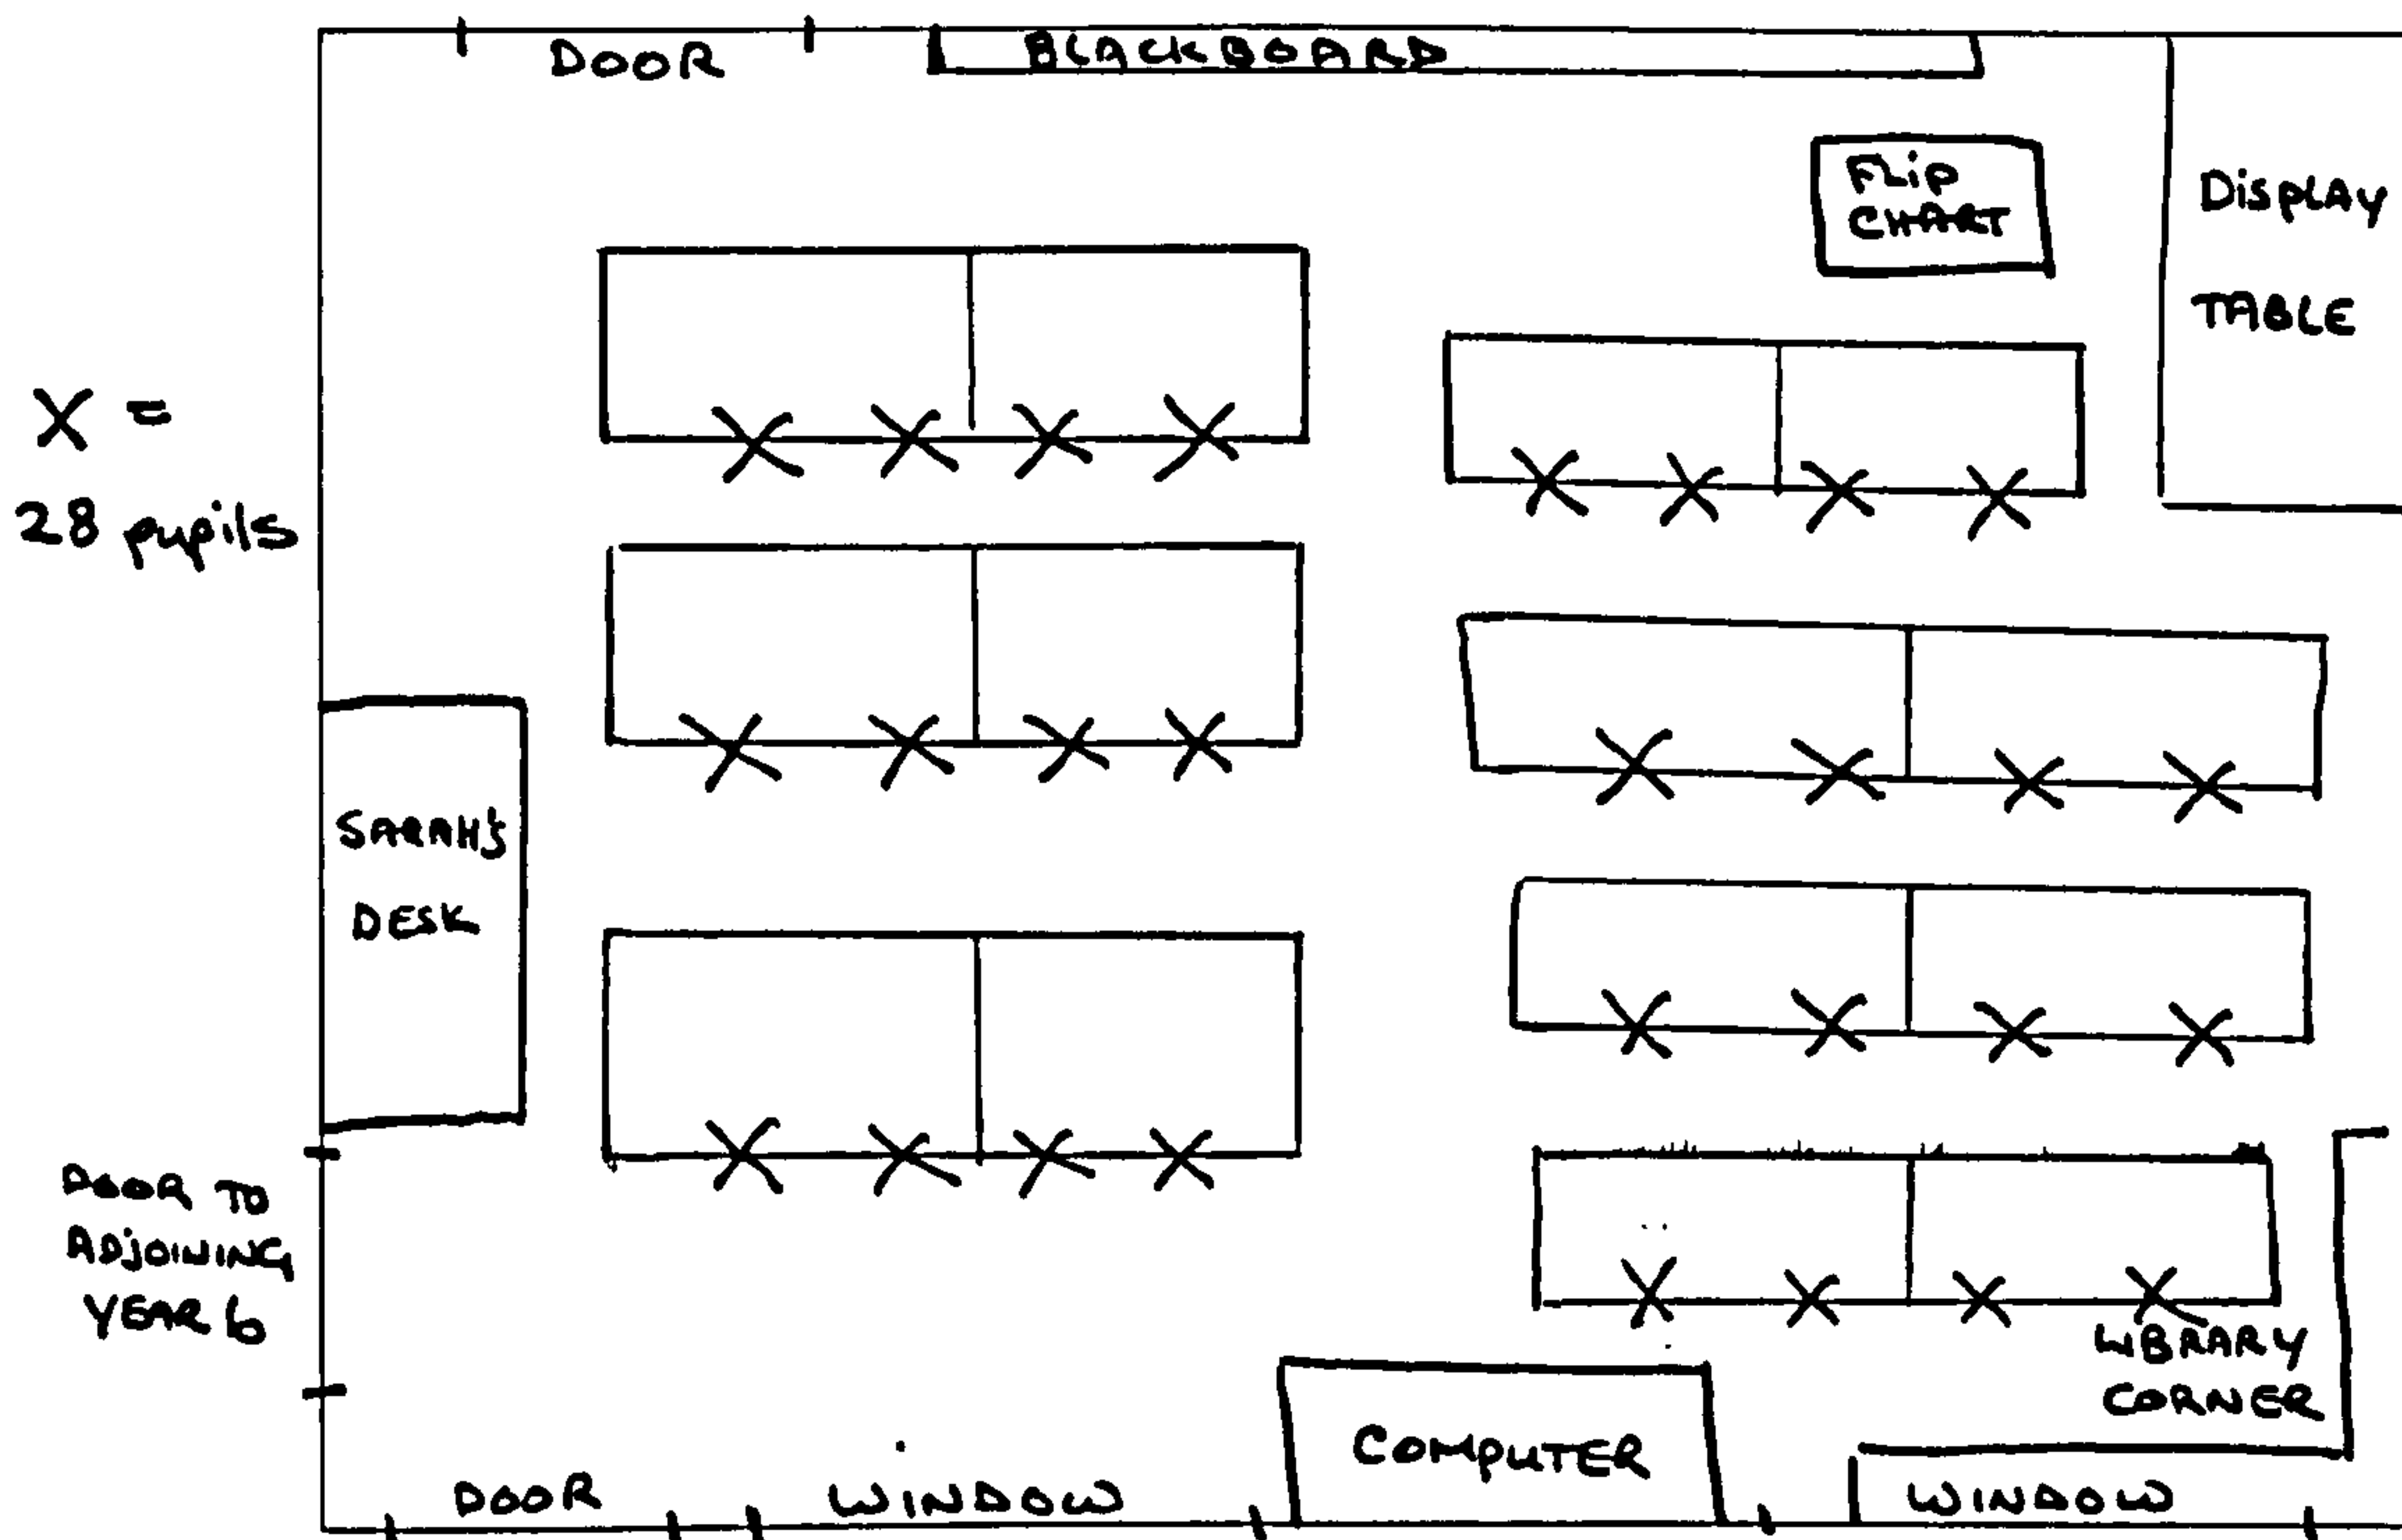 DOOR
BLACKBOARD
FLiP
CHART
DiSPLAY
TABLE
X =
28 pupils
SARAH's
DESK
DOOR TO
ADjOINING
YEAR 6
LIBRARY
CORNER
COMPUTER
DOOR
WINDOW
WINDOW